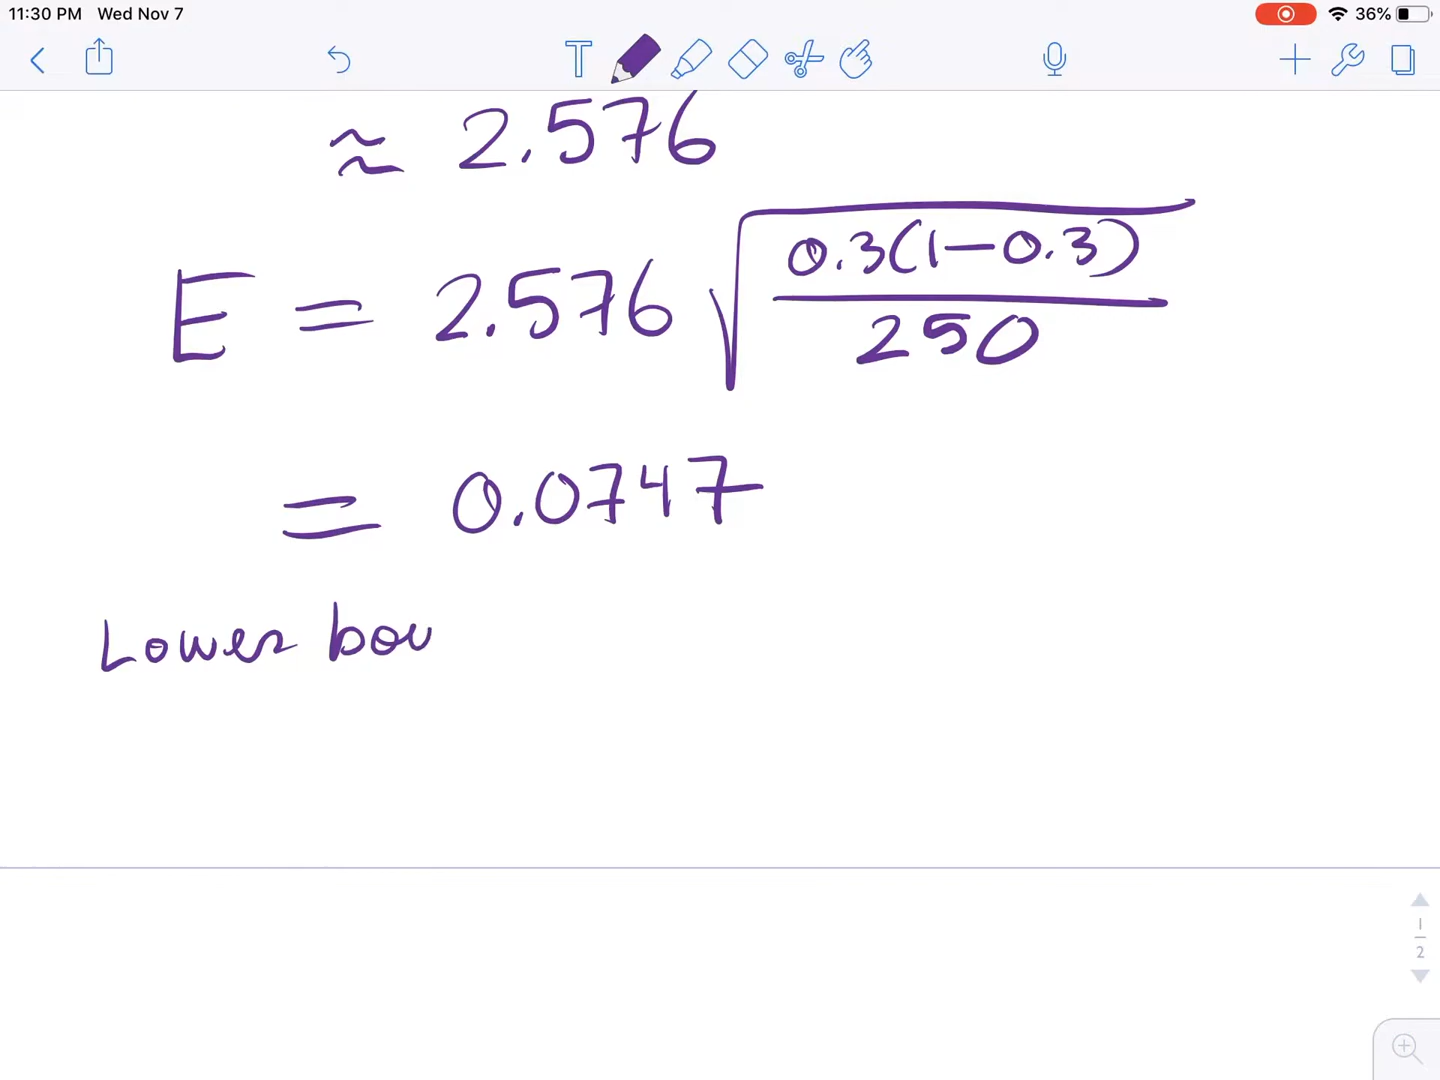 11:30 PM Wed Nov 7 36%
T
≈ 2.576
E = 2.576 √(0.3(1-0.3)/250)
= 0.0747
Lower bou
1
2